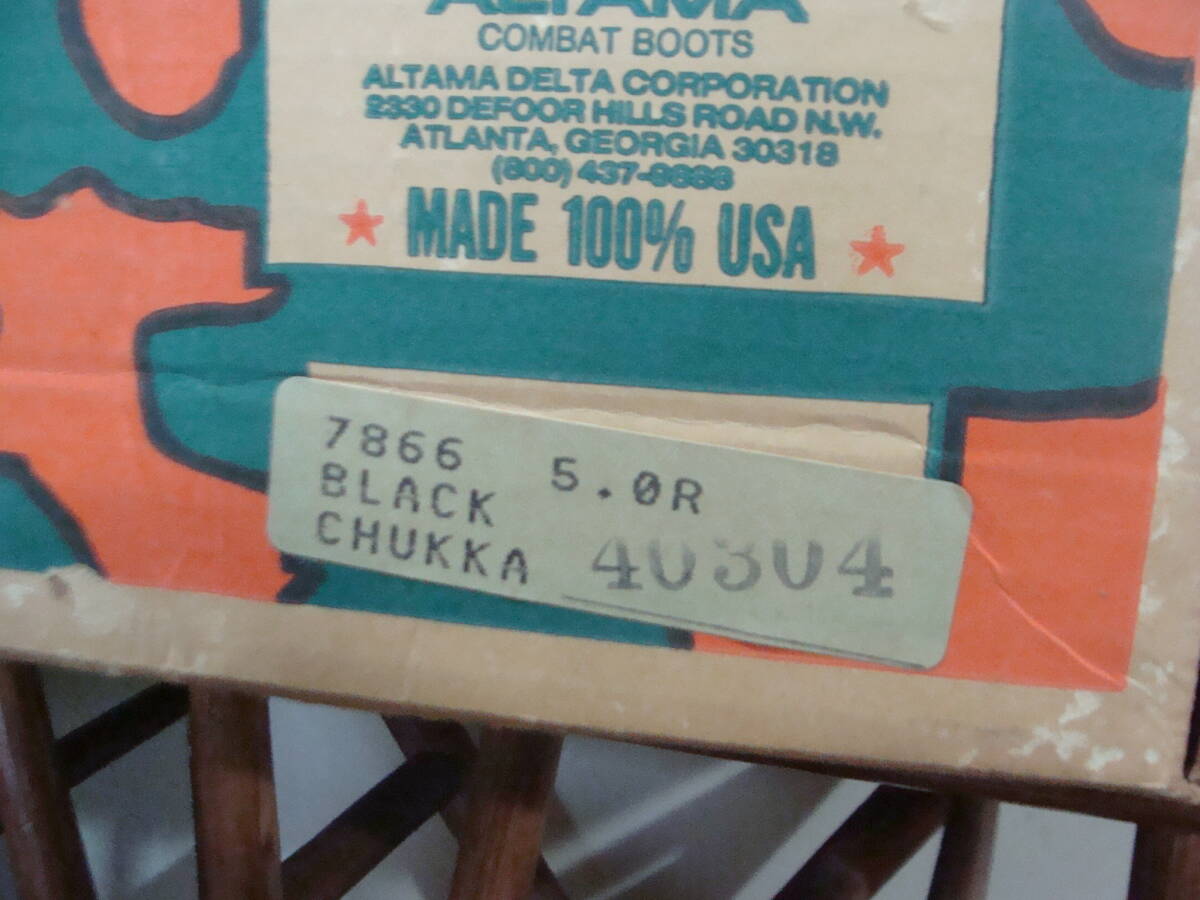 ALTAMA
COMBAT BOOTS
ALTAMA DELTA CORPORATION
2330 DEFOOR HILLS ROAD N.W.
ATLANTA, GEORGIA 30318
(800) 437-9888
MADE 100% USA
7866 5.0R
BLACK
CHUKKA 40304